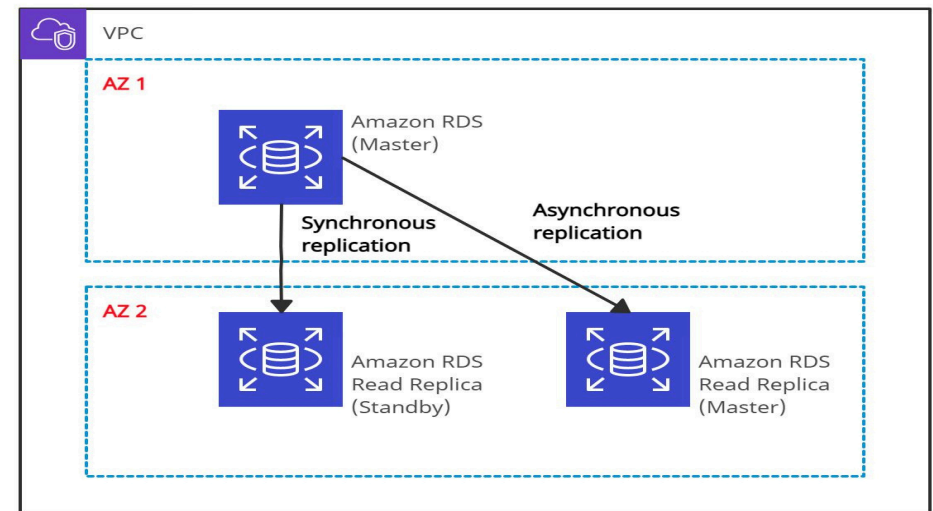 VPC
AZ 1
Amazon RDS
(Master)
Synchronous
replication
Asynchronous
replication
AZ 2
Amazon RDS
Read Replica
(Standby)
Amazon RDS
Read Replica
(Master)